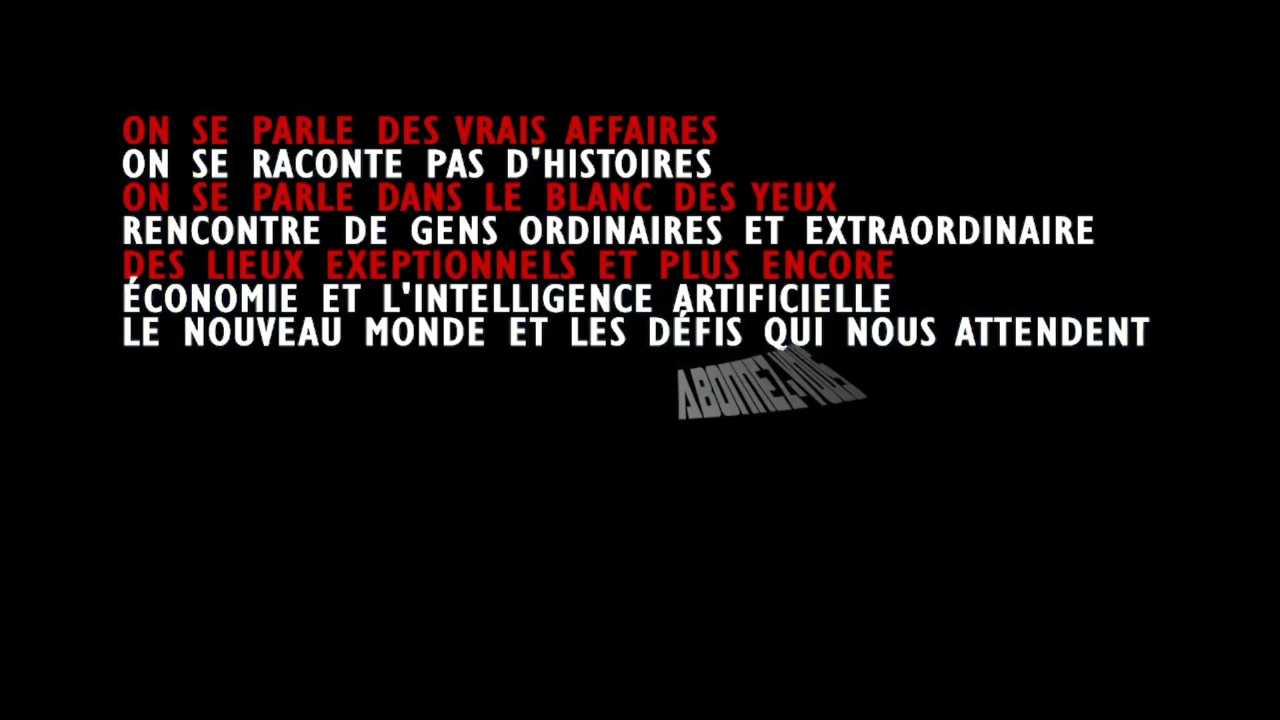 ON SE PARLE DES VRAIS AFFAIRES
ON SE RACONTE PAS D'HISTOIRES
ON SE PARLE DANS LE BLANC DES YEUX
RENCONTRE DE GENS ORDINAIRES ET EXTRAORDINAIRE
DES LIEUX EXEPTIONNELS ET PLUS ENCORE
ÉCONOMIE ET L'INTELLIGENCE ARTIFICIELLE
LE NOUVEAU MONDE ET LES DÉFIS QUI NOUS ATTENDENT
ABONNEZ-VOUS